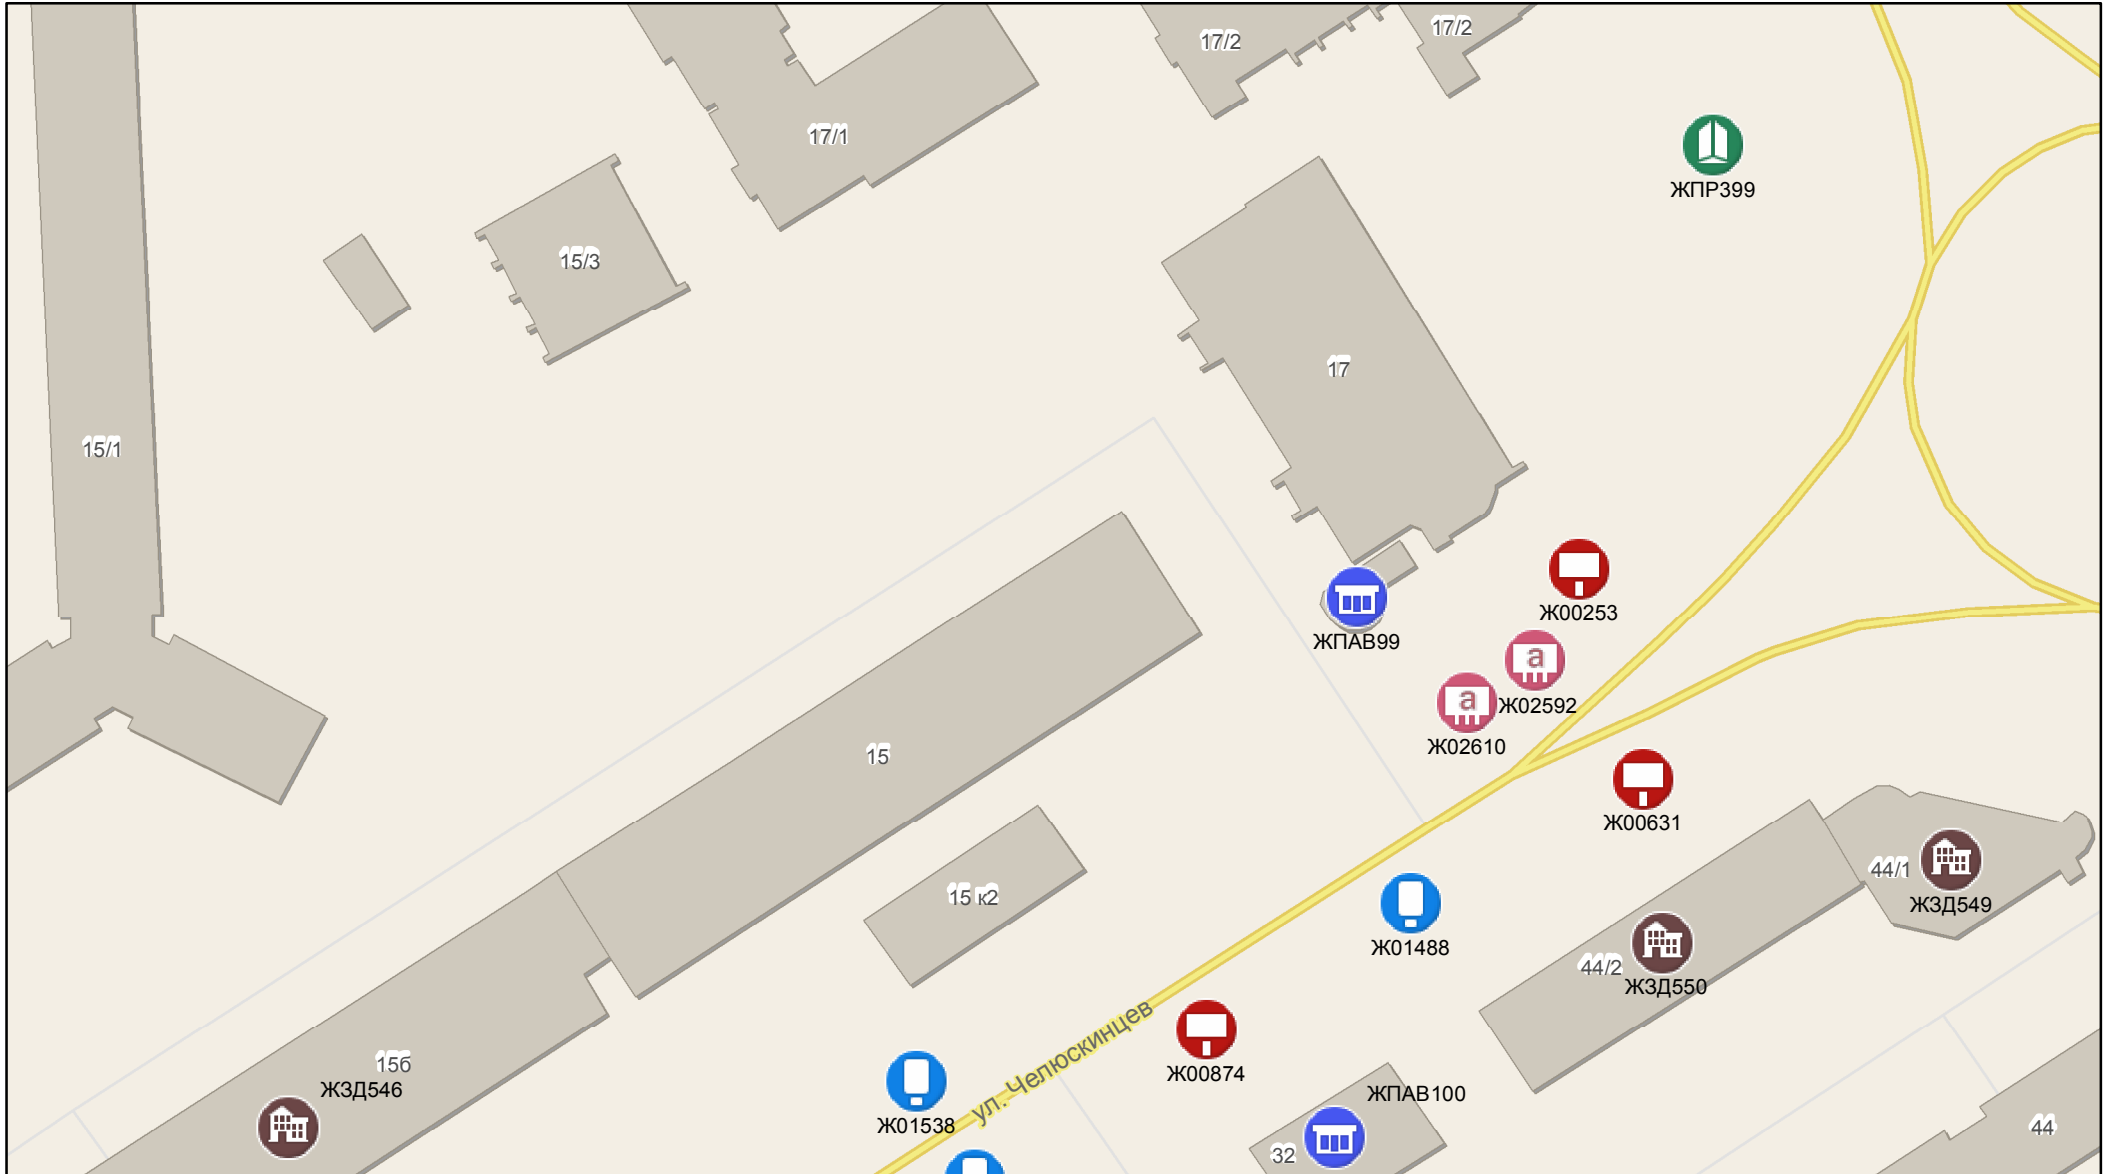 17/2
17/2
17/1
ЖПР399
15/3
17
15/1
Ж00253
ЖПАВ99
а
Ж02592
а
Ж02610
15
Ж00631
44/1
15 к2
ЖЗД549
Ж01488
44/2
ЖЗД550
ул. Челюскинцев
15б
Ж00874
ЖЗД546
ЖПАВ100
Ж01538
44
32